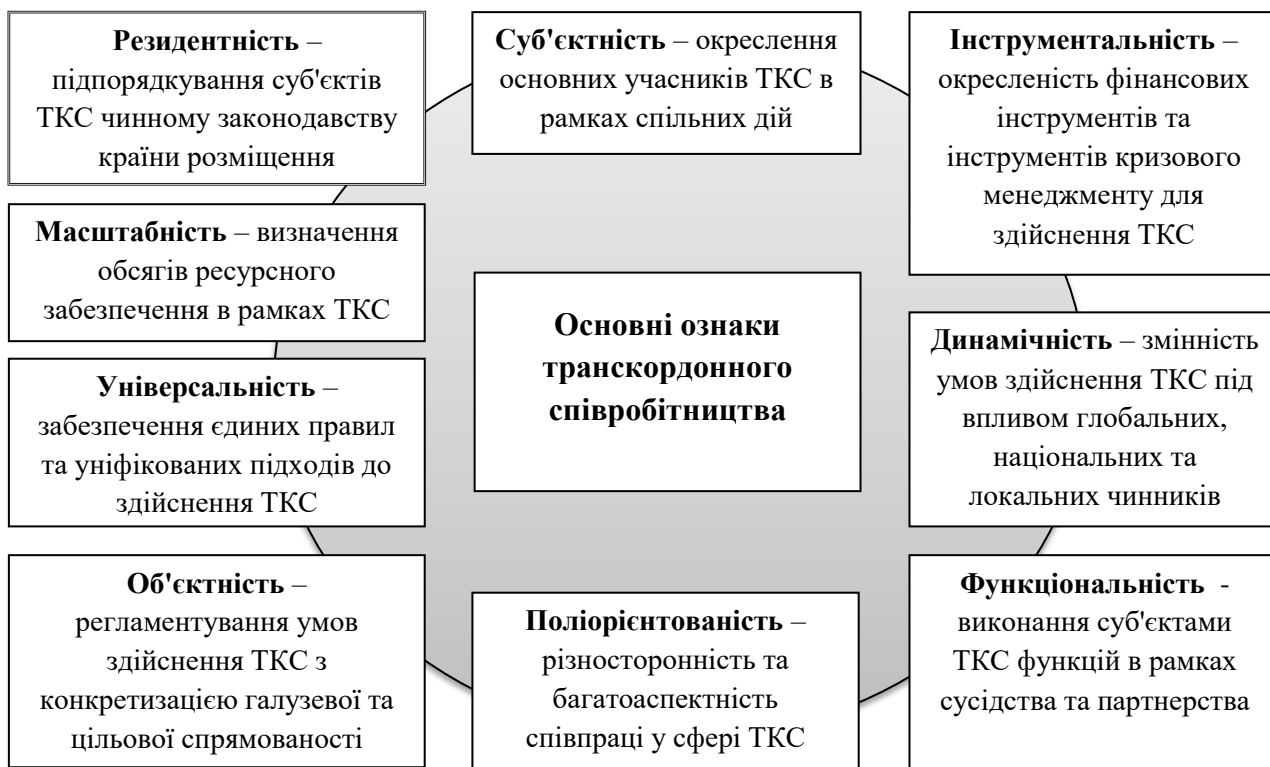 Резидентність –
підпорядкування суб'єктів
ТКС чинному законодавству
країни розміщення
Суб'єктність – окреслення
основних учасників ТКС в
рамках спільних дій
Інструментальність –
окресленість фінансових
інструментів та
інструментів кризового
менеджменту для
здійснення ТКС
Масштабність – визначення
обсягів ресурсного
забезпечення в рамках ТКС
Основні ознаки
транскордонного
співробітництва
Динамічність – змінність
умов здійснення ТКС під
впливом глобальних,
національних та
локальних чинників
Універсальність –
забезпечення єдиних правил
та уніфікованих підходів до
здійснення ТКС
Об'єктність –
регламентування умов
здійснення ТКС з
конкретизацією галузевої та
цільової спрямованості
Поліорієнтованість –
різносторонність та
багатоаспектність
співпраці у сфері ТКС
Функціональність -
виконання суб'єктами
ТКС функцій в рамках
сусідства та партнерства